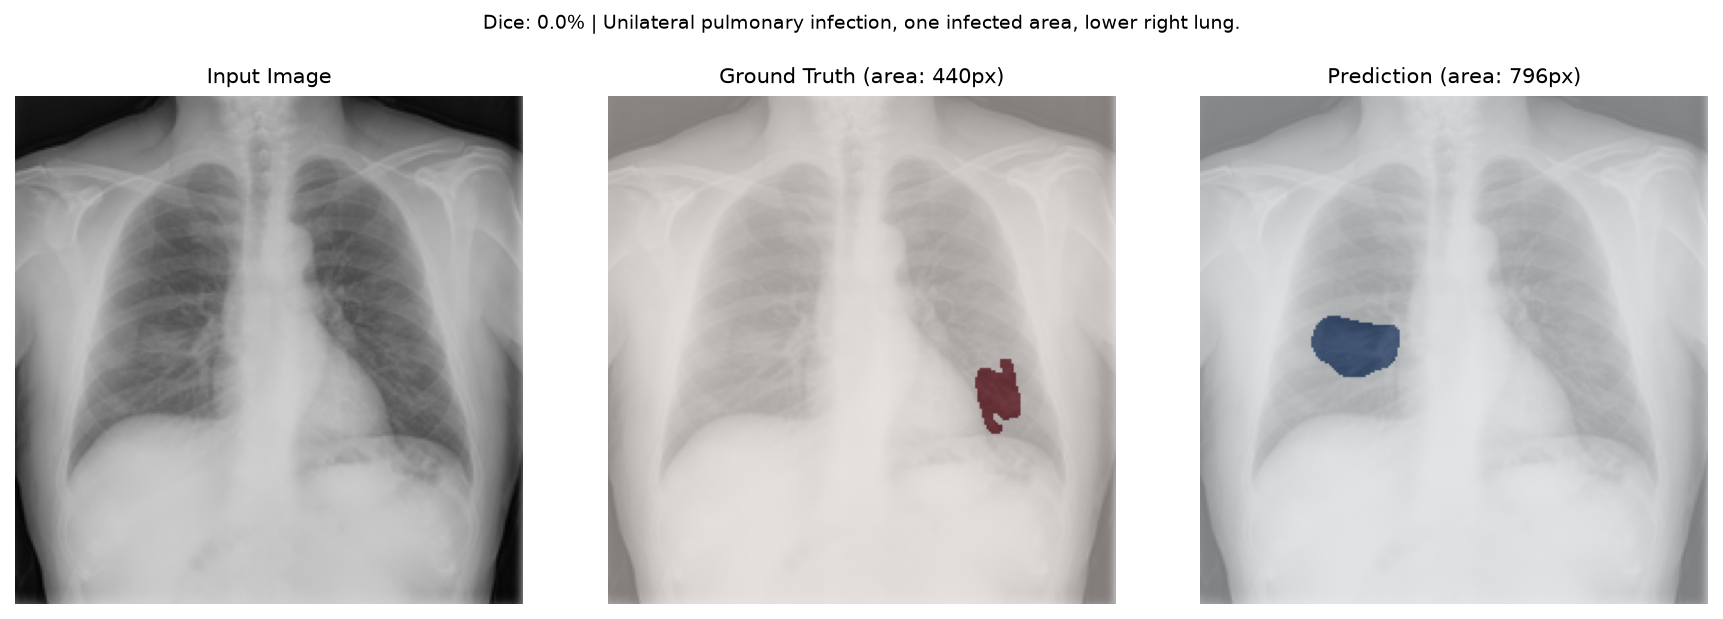 Dice: 0.0% | Unilateral pulmonary infection, one infected area, lower right lung.
Input Image
Ground Truth (area: 440px)
Prediction (area: 796px)